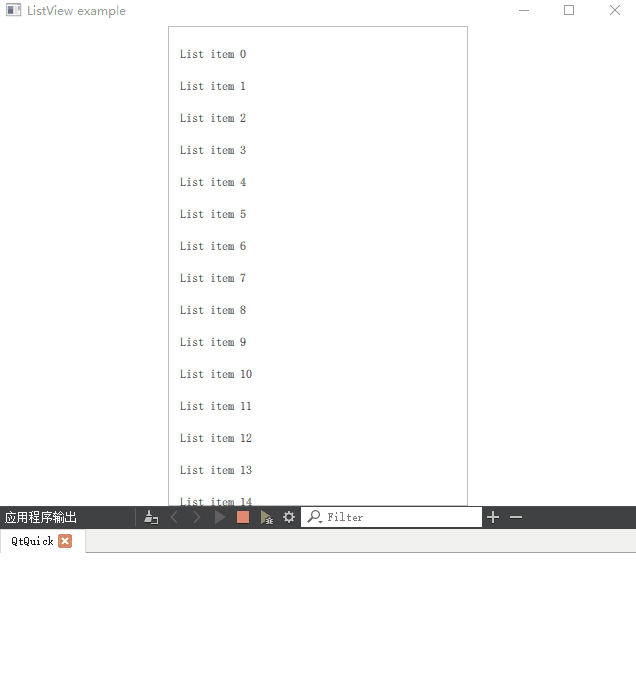 ListView example
List item 0
List item 1
List item 2
List item 3
List item 4
List item 5
List item 6
List item 7
List item 8
List item 9
List item 10
List item 11
List item 12
List item 13
List item 14
应用程序输出
Filter
QtQuick